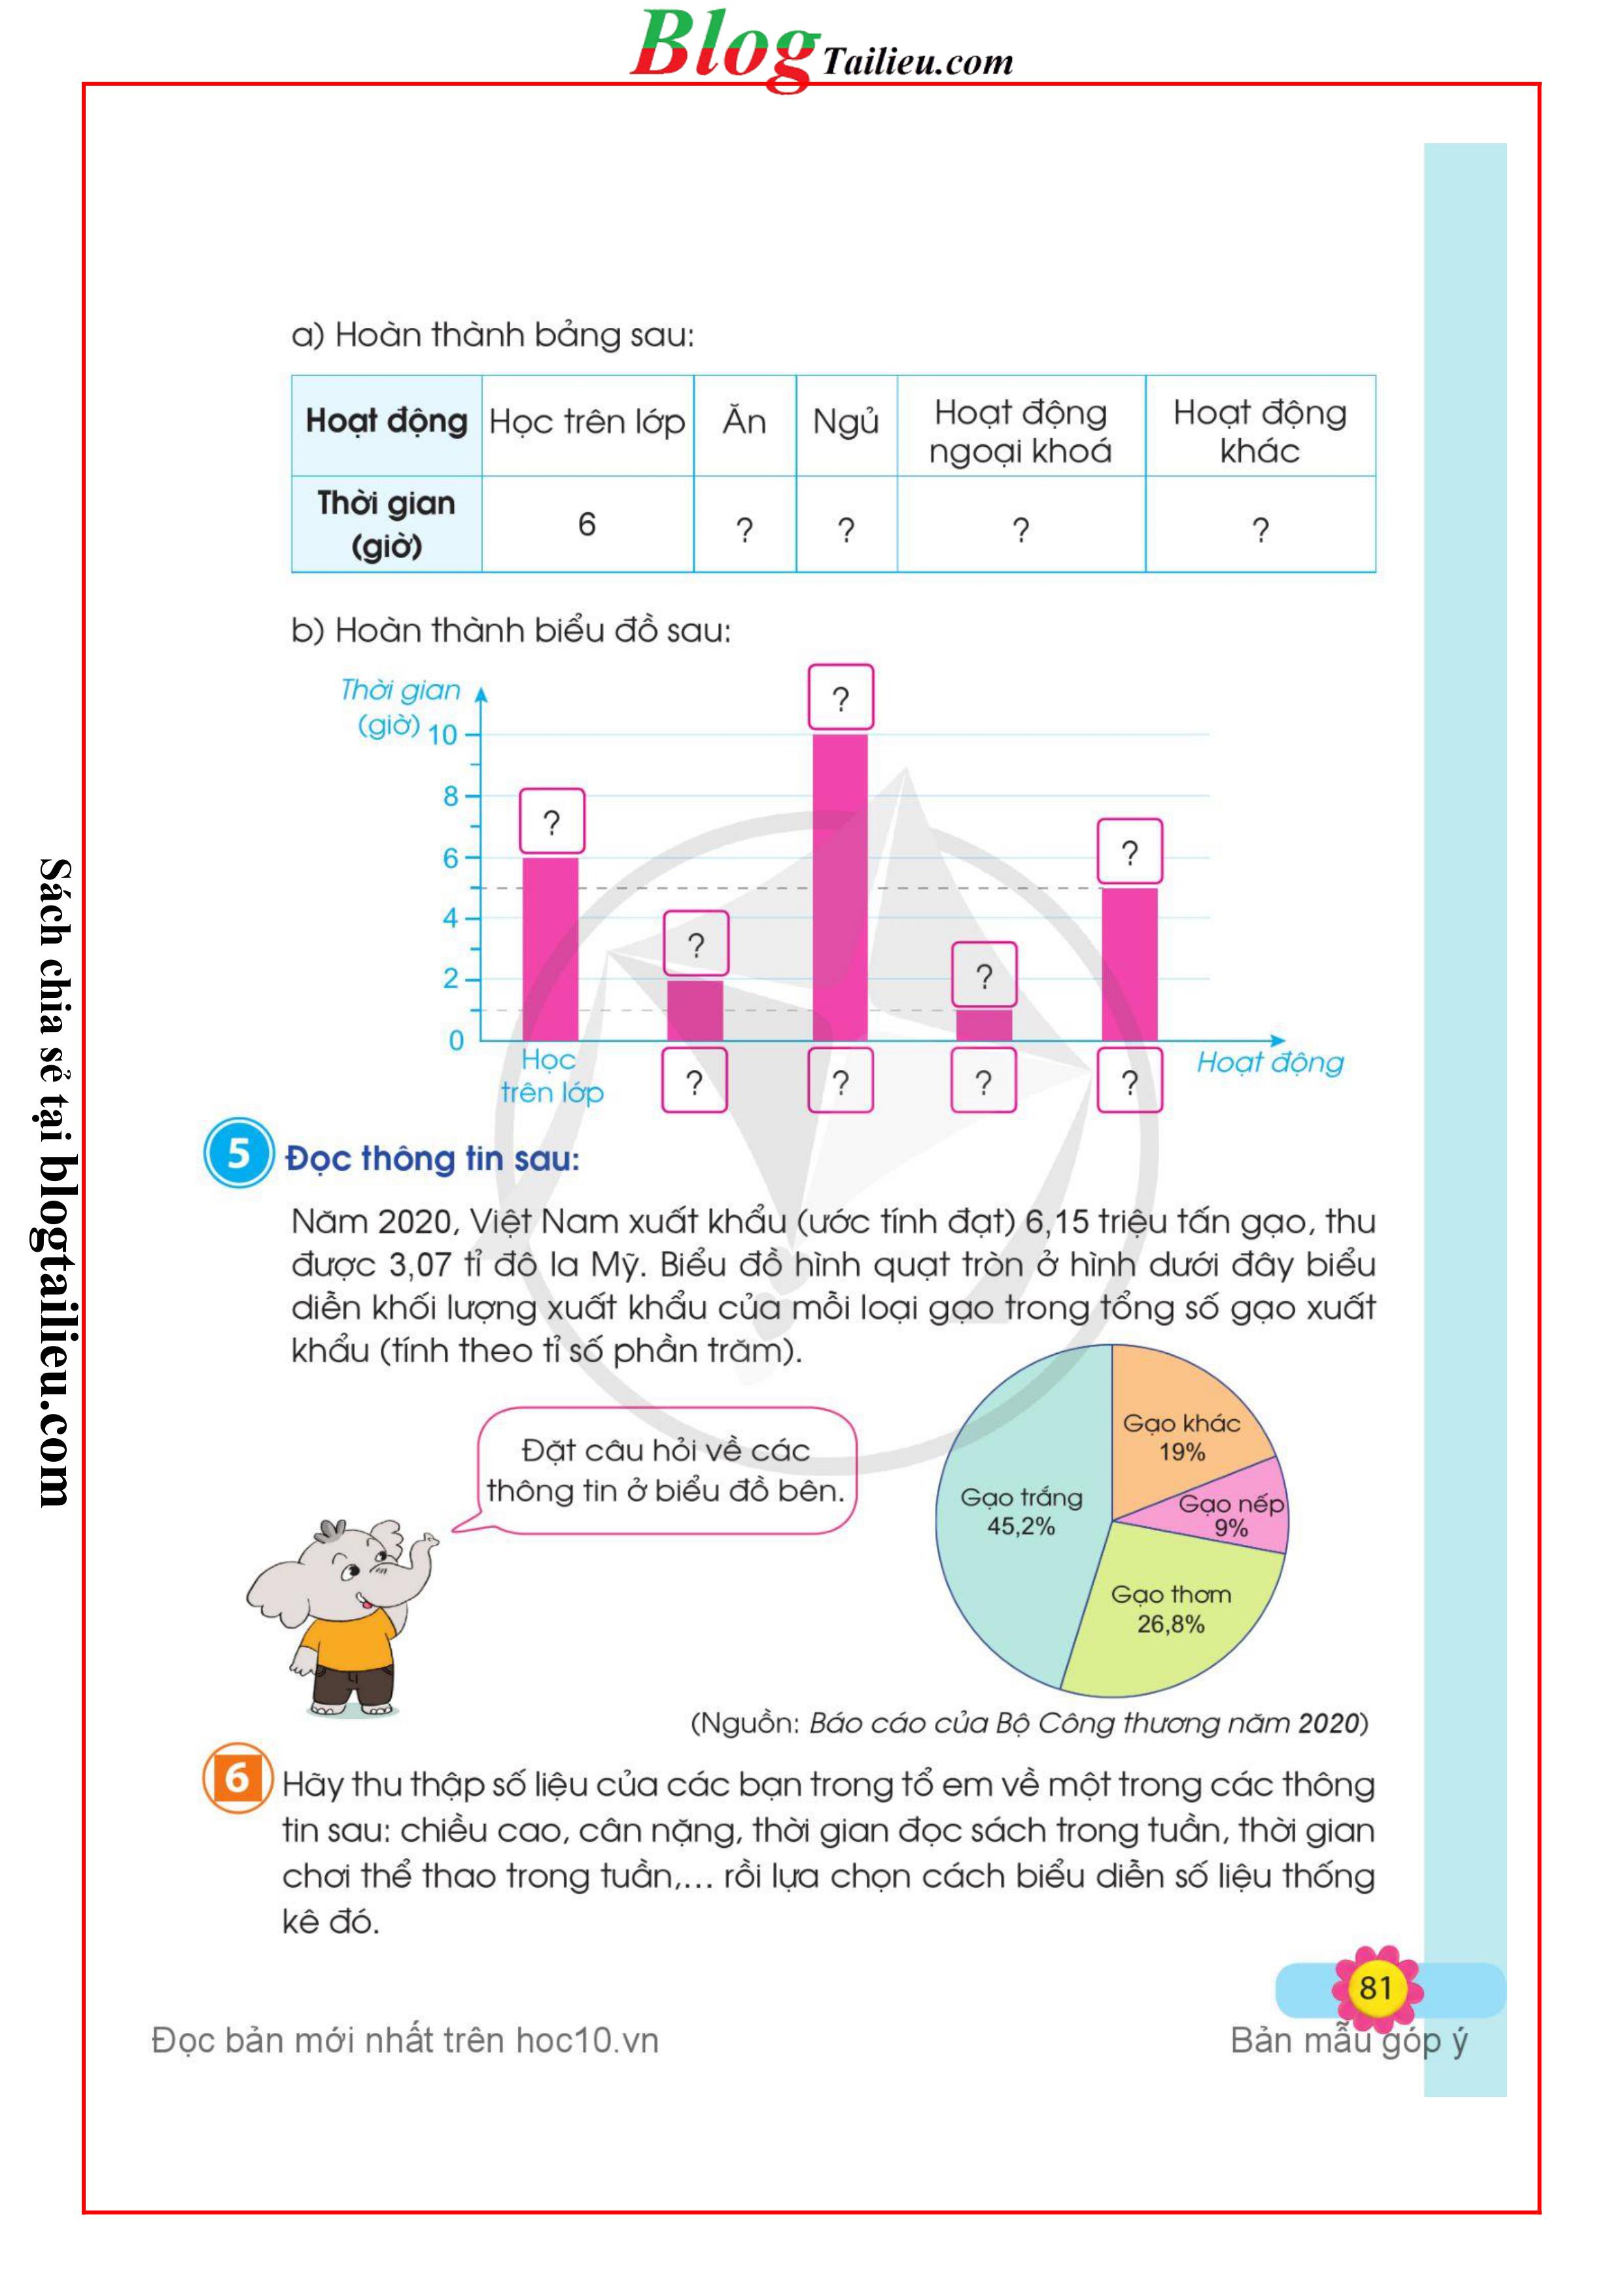 Blog Tailieu.com
a) Hoàn thành bảng sau:
Hoạt động Học trên lớp Ăn Ngủ Hoạt động ngoại khoá Hoạt động khác
Thời gian (giờ) 6 ? ? ? ?
b) Hoàn thành biểu đồ sau:
Thời gian
(giờ)
10
8
6
4
2
0
?
?
?
?
?
Học
trên lớp
?
?
?
?
Hoạt động
5 Đọc thông tin sau:
Năm 2020, Việt Nam xuất khẩu (ước tính đạt) 6,15 triệu tấn gạo, thu
được 3,07 tỉ đô la Mỹ. Biểu đồ hình quạt tròn ở hình dưới đây biểu
diễn khối lượng xuất khẩu của mỗi loại gạo trong tổng số gạo xuất
khẩu (tính theo tỉ số phần trăm).
Đặt câu hỏi về các
thông tin ở biểu đồ bên.
Gạo khác
19%
Gạo nếp
9%
Gạo trắng
45,2%
Gạo thơm
26,8%
(Nguồn: Báo cáo của Bộ Công thương năm 2020)
6 Hãy thu thập số liệu của các bạn trong tổ em về một trong các thông
tin sau: chiều cao, cân nặng, thời gian đọc sách trong tuần, thời gian
chơi thể thao trong tuần,... rồi lựa chọn cách biểu diễn số liệu thống
kê đó.
81
Đọc bản mới nhất trên hoc10.vn
Bản mẫu góp ý
Sách chia sẻ tại blogtailieu.com